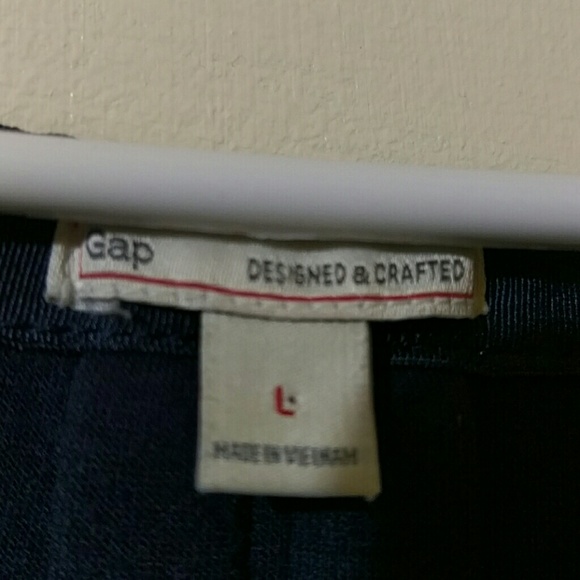 Gap
DESIGNED & CRAFTED
L
MADE IN VIETNAM